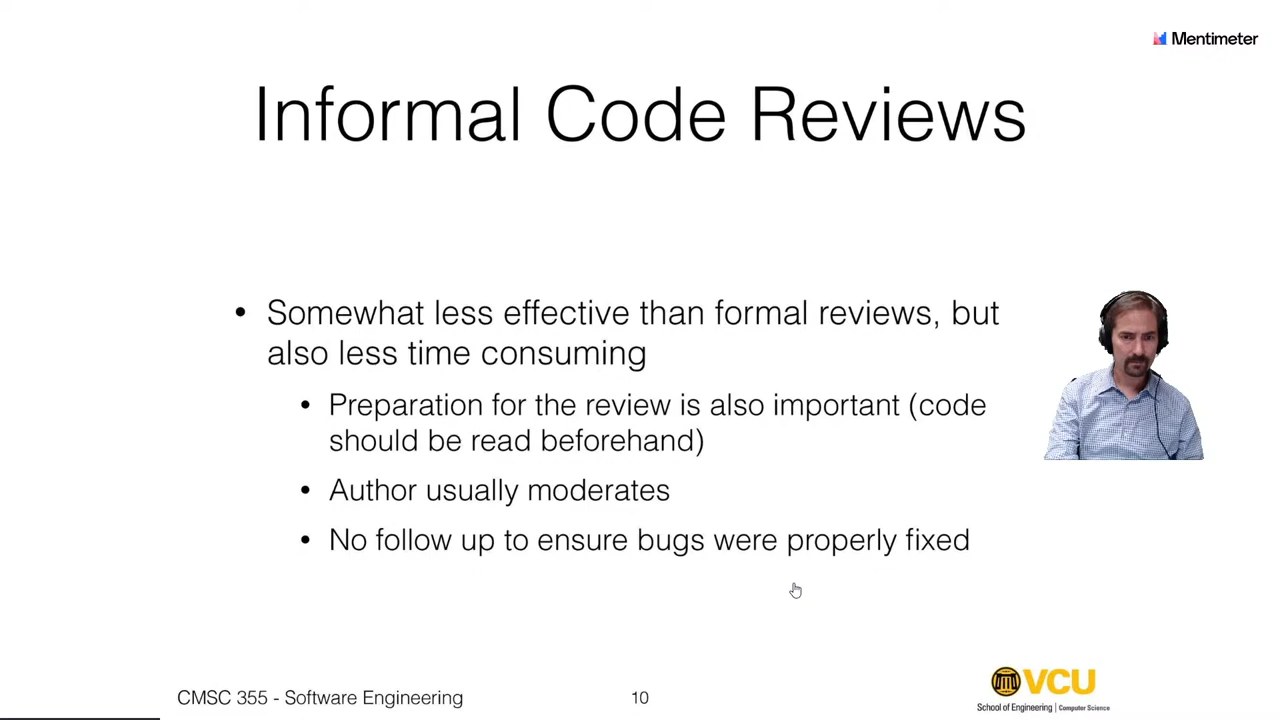 Mentimeter
Informal Code Reviews
• Somewhat less effective than formal reviews, but
also less time consuming
• Preparation for the review is also important (code
should be read beforehand)
• Author usually moderates
• No follow up to ensure bugs were properly fixed
CMSC 355 - Software Engineering
10
VCU
School of Engineering | Computer Science